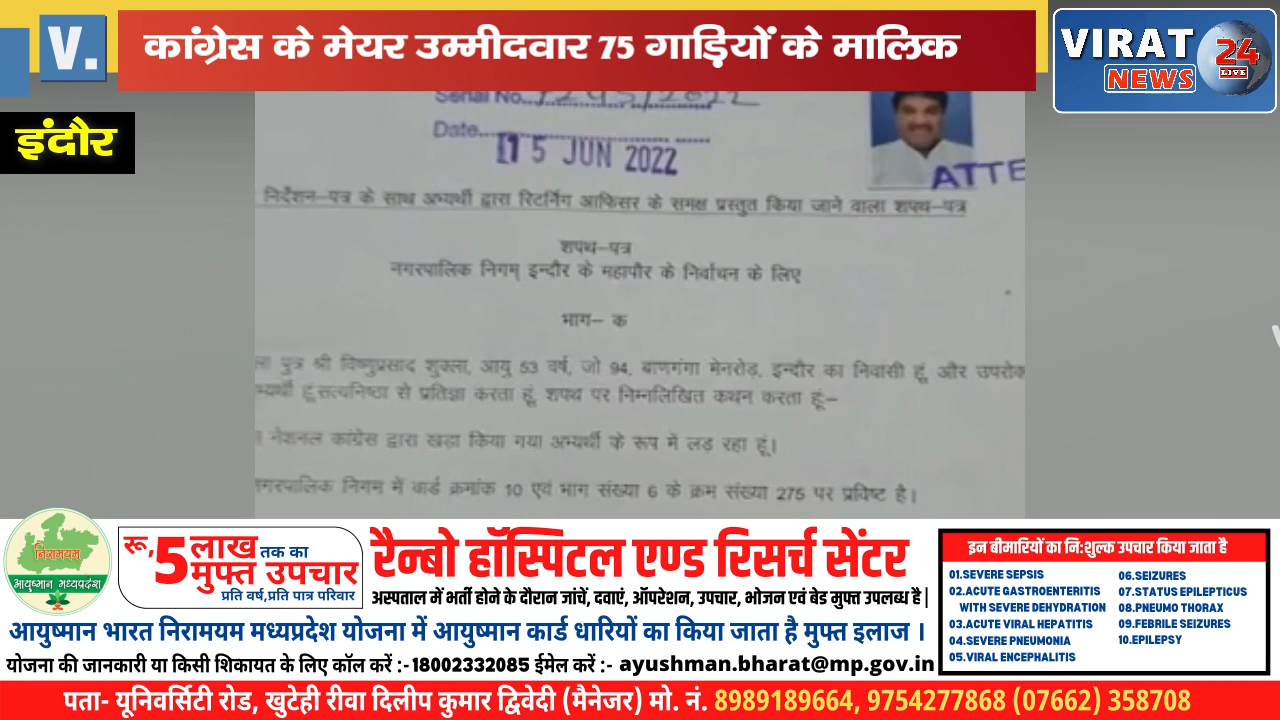 V.
कांग्रेस के मेयर उम्मीदवार 75 गाड़ियों के मालिक
VIRAT
24
NEWS
LIVE
इंदौर
Serial No.
Date
15 JUN 2022
ATTE
निर्देशन-पत्र के साथ अभ्यर्थी द्वारा रिटर्निग आफिसर के समक्ष प्रस्तुत किया जाने वाला शपथ-पत्र
शपथ-पत्र
नगरपालिक निगम् इन्दौर के महापौर के निर्वाचन के लिए
भाग- क
ला पुत्र श्री विष्णुप्रसाद शुक्ला, आयु 53 वर्ष, जो 94, बाणगंगा मेनरोड़, इन्दौर का निवांसी हूं, और उपरोक
भ्यर्थी हूं,सत्यनिष्ठा से प्रतिज्ञा करता हूं, शपथ पर निम्नलिखित कथन करता हूं:-
नेशनल कांग्रेस द्वारा खड़ा किया गया अभ्यर्थी के रूप में लड़ रहा हूं।
नगरपालिक निगम में वार्ड क्रमांक 10 एवं भाग संख्या 6 के क्रम संख्या 275 पर प्रविष्ट है।
निरामयम
आयुष्मान मध्यप्रदेश
रू,5 लाख तक का
मुफ्त उपचार
प्रति वर्ष,प्रति पात्र परिवार
रैन्बो हॉस्पिटल एण्ड रिसर्च सेंटर
अस्पताल में भर्ती होने के दौरान जांचें, दवाएं, ऑपरेशन, उपचार, भोजन एवं बेड मुफ्त उपलब्ध है|
आयुष्मान भारत निरामयम मध्यप्रदेश योजना में आयुष्मान कार्ड धारियों का किया जाता है मुफ्त इलाज ।
योजना की जानकारी या किसी शिकायत के लिए कॉल करें :-18002332085 ईमेल करें :- ayushman.bharat@mp.gov.in
इन बीमारियों का नि:शुल्क उपचार किया जाता है
01.SEVERE SEPSIS
02.ACUTE GASTROENTERITIS
WITH SEVERE DEHYDRATION
03.ACUTE VIRAL HEPATITIS
04.SEVERE PNEUMONIA
05.VIRAL ENCEPHALITIS
06.SEIZURES
07.STATUS EPILEPTICUS
08.PNEUMO THORAX
09.FEBRILE SEIZURES
10.EPILEPSY
पता- यूनिवर्सिटी रोड, खुटेही रीवा दिलीप कुमार द्विवेदी (मैनेजर) मो. नं. 8989189664, 9754277868 (07662) 358708